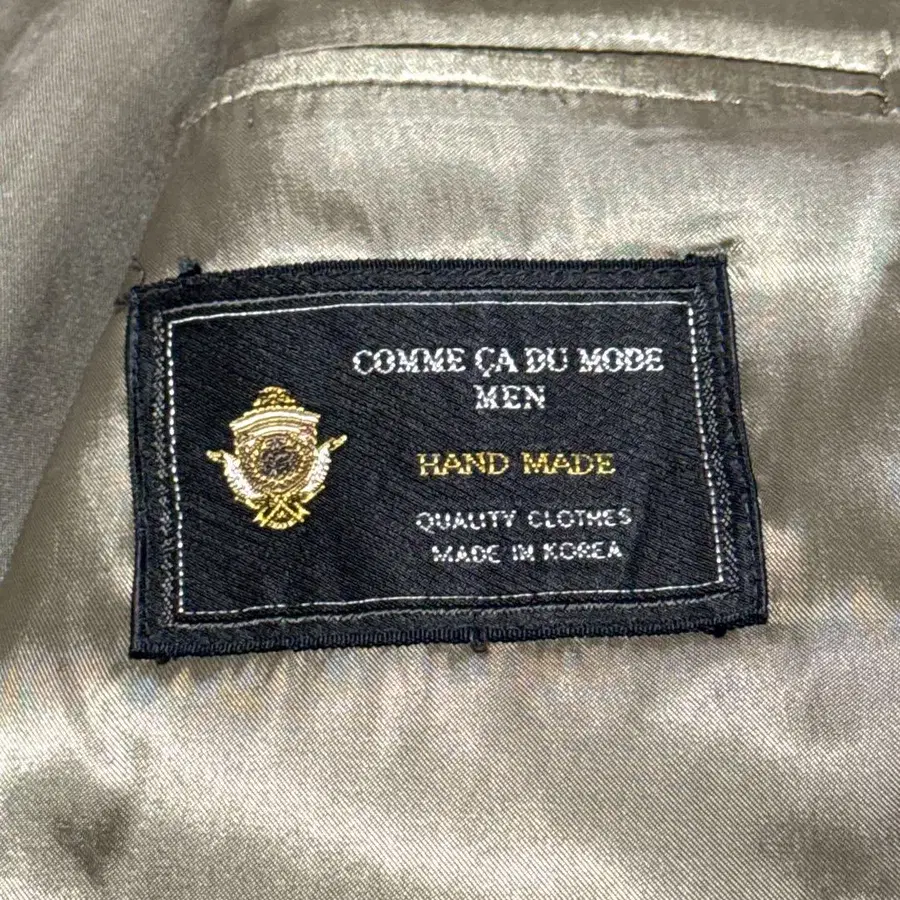 COMME ÇA DU MODE
MEN
HAND MADE
QUALITY CLOTHES
MADE IN KOREA